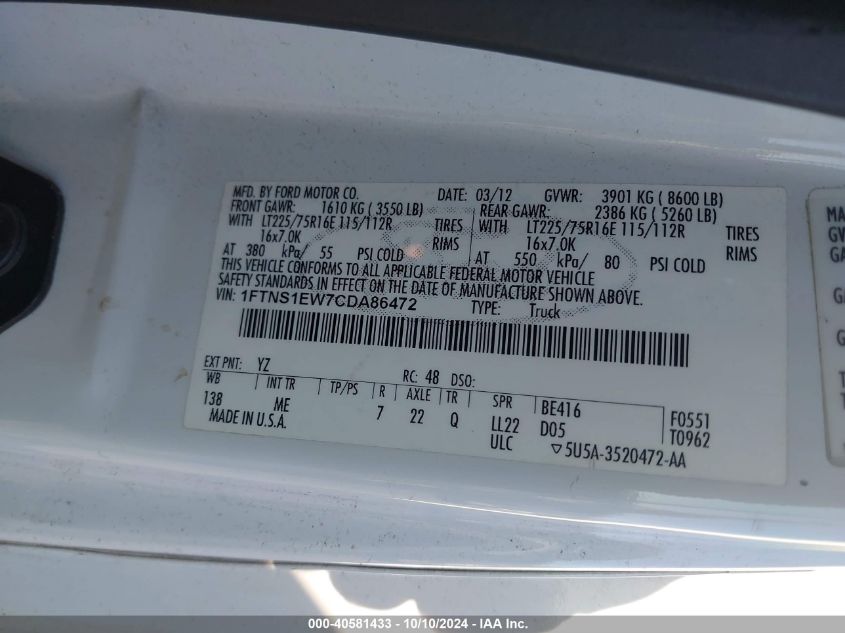 MFD. BY FORD MOTOR CO. DATE: 03/12 GVWR: 3901 KG ( 8600 LB)
FRONT GAWR: 1610 KG ( 3550 LB) REAR GAWR: 2386 KG ( 5260 LB)
WITH LT225/75R16E 115/112R TIRES WITH LT225/75R16E 115/112R TIRES
16x7.0K RIMS 16x7.0K RIMS
AT 380 kPa/ 55 PSI COLD AT 550 kPa/ 80 PSI COLD
THIS VEHICLE CONFORMS TO ALL APPLICABLE FEDERAL MOTOR VEHICLE
SAFETY STANDARDS IN EFFECT ON THE DATE OF MANUFACTURE SHOWN ABOVE.
VIN: 1FTNS1EW7CDA86472 TYPE: Truck
EXT PNT: YZ RC: 48 DSO:
WB INT TR TP/PS R AXLE TR SPR BE416 F0551
138 ME 7 22 Q LL22 D05 T0962
MADE IN U.S.A. ULC ▽5U5A-3520472-AA
MA
GV
GA
000-40581433 - 10/10/2024 - IAAI.com